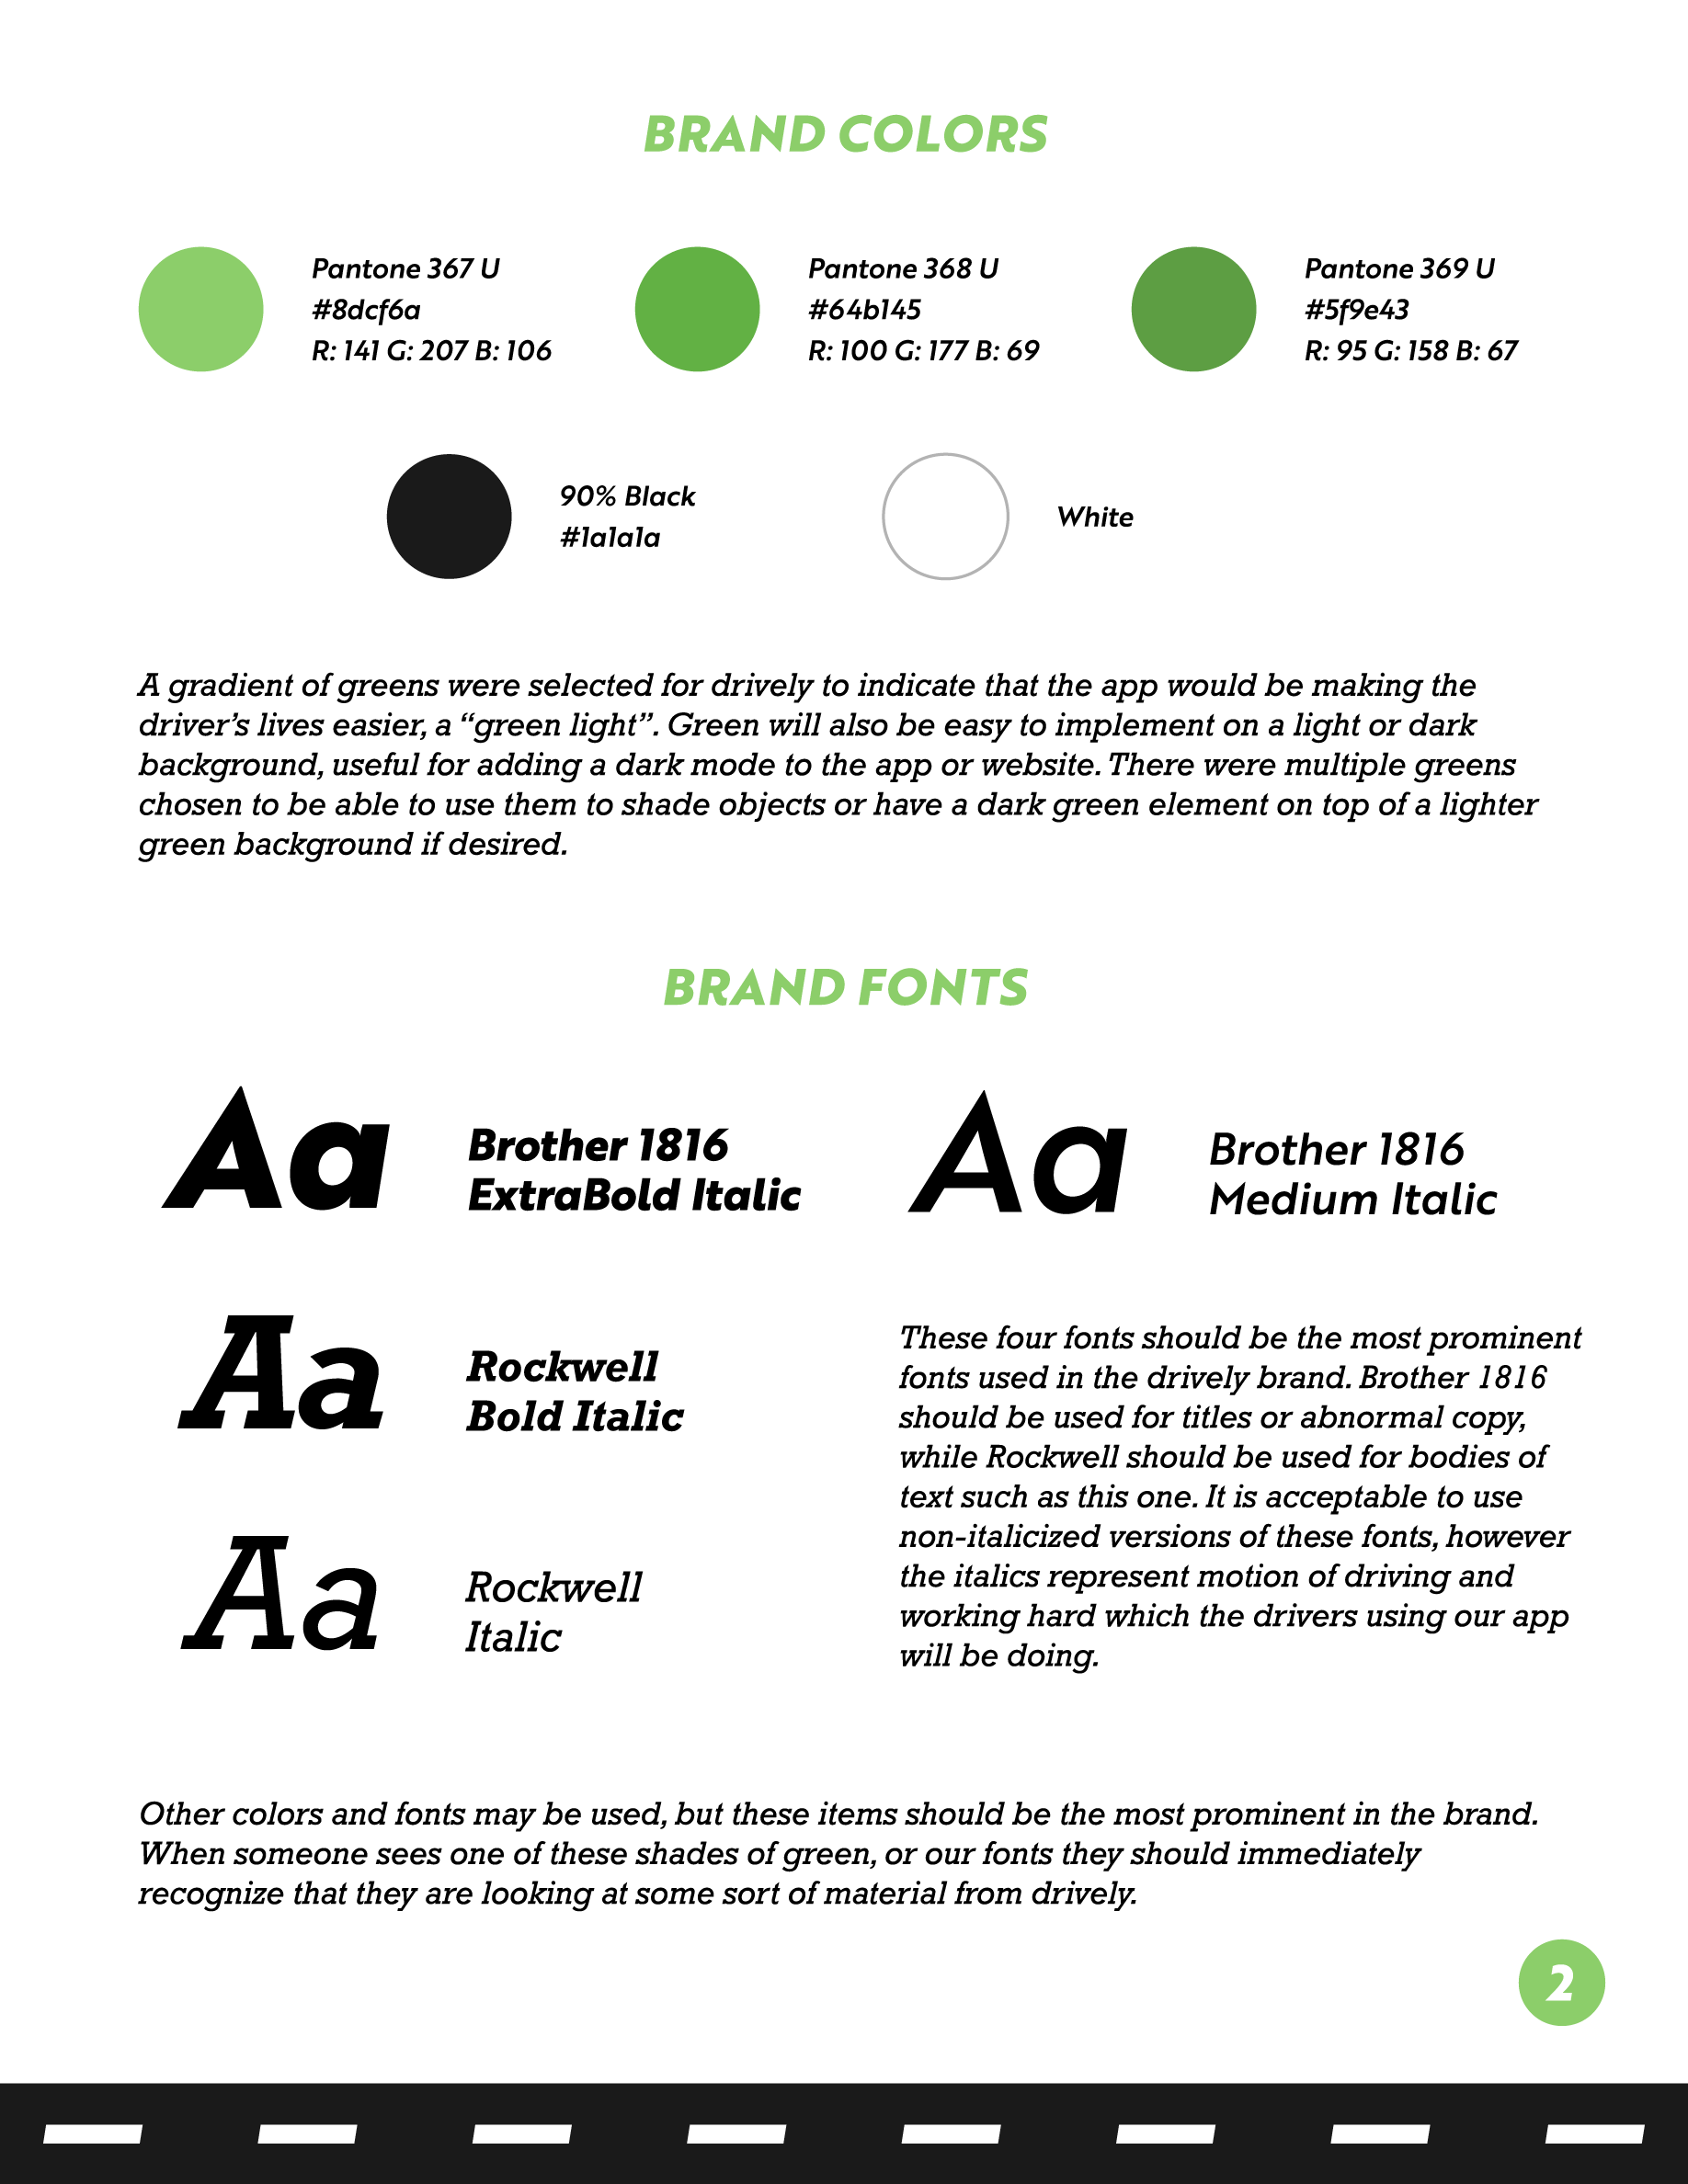 BRAND COLORS
Pantone 367 U
#8dcf6a
R: 141 G: 207 B: 106
Pantone 368 U
#64b145
R: 100 G: 177 B: 69
Pantone 369 U
#5f9e43
R: 95 G: 158 B: 67
90% Black
#1a1a1a
White
A gradient of greens were selected for drively to indicate that the app would be making the
driver’s lives easier, a “green light”. Green will also be easy to implement on a light or dark
background, useful for adding a dark mode to the app or website. There were multiple greens
chosen to be able to use them to shade objects or have a dark green element on top of a lighter
green background if desired.
BRAND FONTS
Aa
Brother 1816
ExtraBold Italic
Aa
Brother 1816
Medium Italic
Aa
Rockwell
Bold Italic
Aa
Rockwell
Italic
These four fonts should be the most prominent
fonts used in the drively brand. Brother 1816
should be used for titles or abnormal copy,
while Rockwell should be used for bodies of
text such as this one. It is acceptable to use
non-italicized versions of these fonts, however
the italics represent motion of driving and
working hard which the drivers using our app
will be doing.
Other colors and fonts may be used, but these items should be the most prominent in the brand.
When someone sees one of these shades of green, or our fonts they should immediately
recognize that they are looking at some sort of material from drively.
2